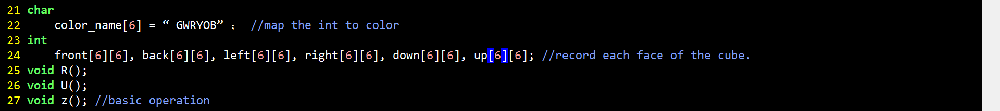 21 char
22     color_name[6] = “ GWRYOB” ;  //map the int to color
23 int
24     front[6][6], back[6][6], left[6][6], right[6][6], down[6][6], up[6][6]; //record each face of the cube.
25 void R();
26 void U();
27 void z(); //basic operation